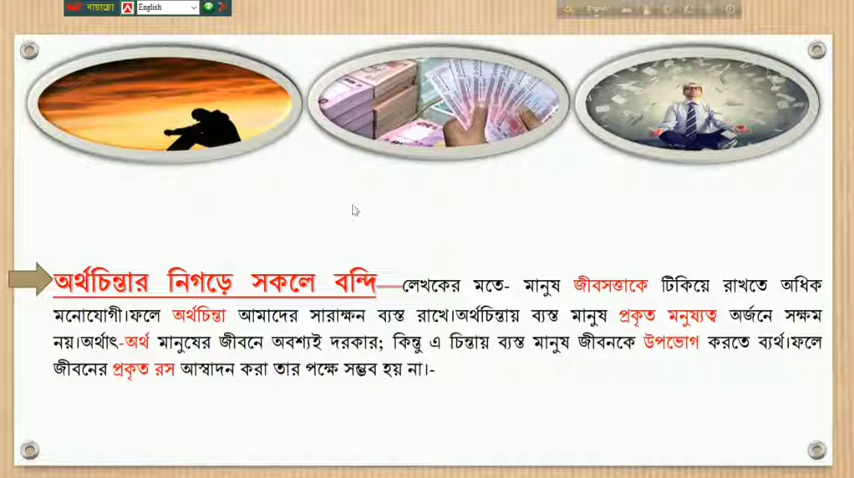 বায়ান্নো English
English
অর্থচিন্তার নিগড়ে সকলে বন্দি—লেখকের মতে- মানুষ জীবসত্তাকে টিকিয়ে রাখতে অধিক
মনোযোগী।ফলে অর্থচিন্তা আমাদের সারাক্ষন ব্যস্ত রাখে।অর্থচিন্তায় ব্যস্ত মানুষ প্রকৃত মনুষ্যত্ব অর্জনে সক্ষম
নয়।অর্থাৎ-অর্থ মানুষের জীবনে অবশ্যই দরকার; কিন্তু এ চিন্তায় ব্যস্ত মানুষ জীবনকে উপভোগ করতে ব্যর্থ।ফলে
জীবনের প্রকৃত রস আস্বাদন করা তার পক্ষে সম্ভব হয় না।-